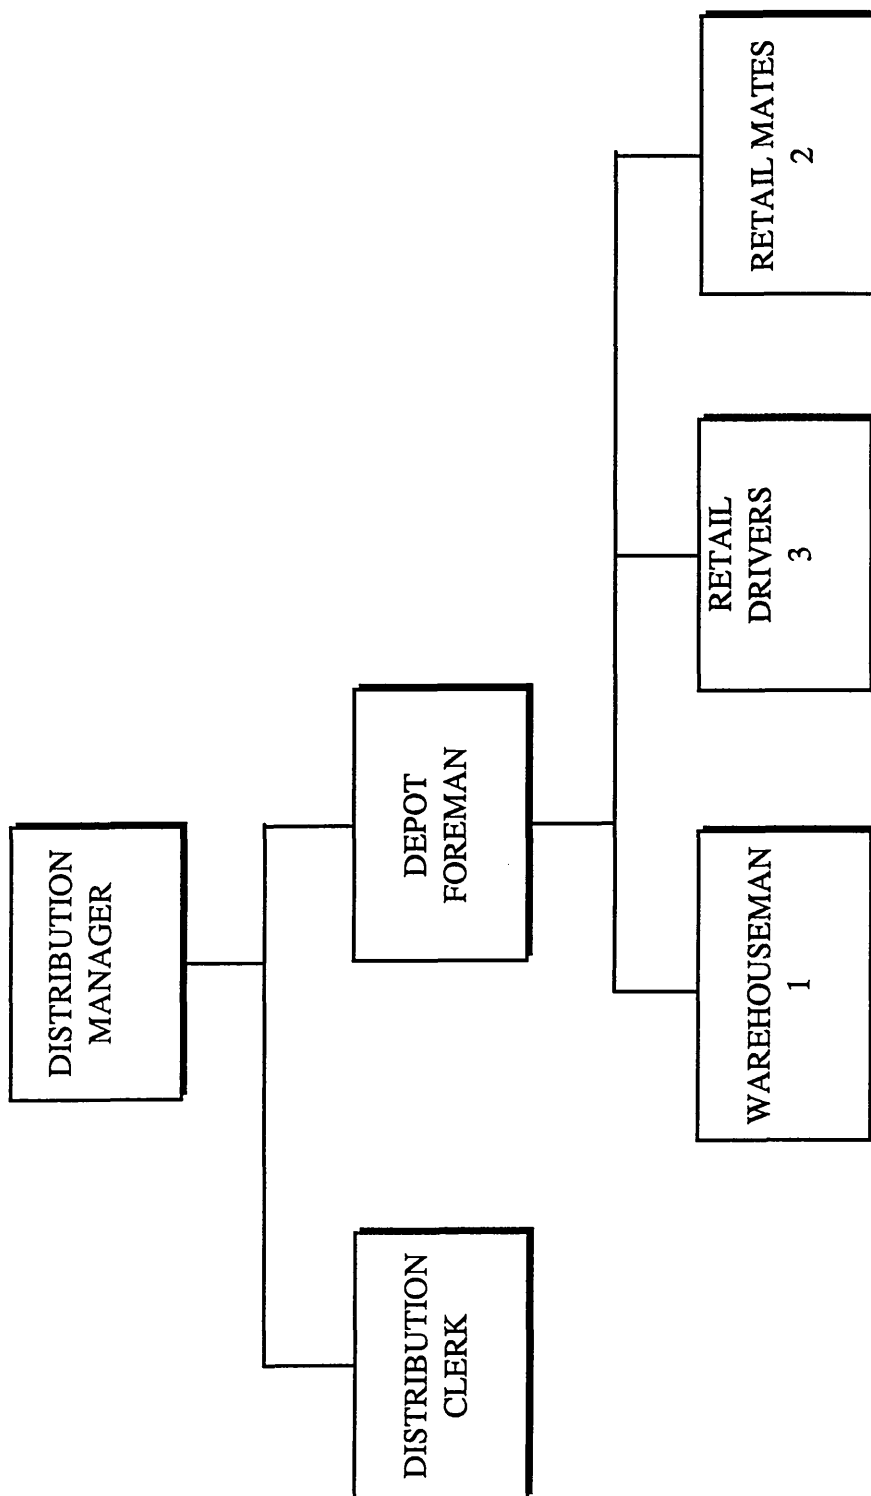 DISTRIBUTION
MANAGER
DISTRIBUTION
CLERK
DEPOT
FOREMAN
WAREHOUSEMAN
1
RETAIL
DRIVERS
3
RETAIL MATES
2